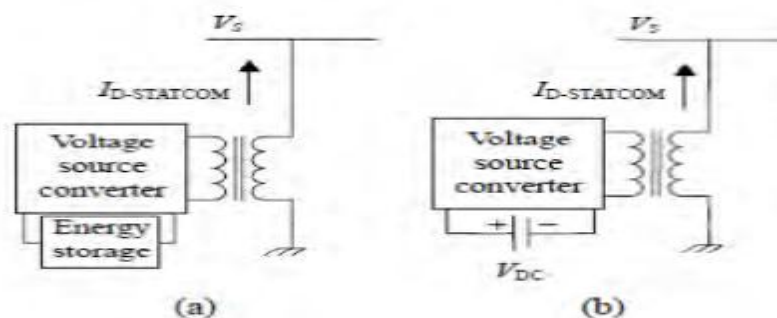 V_S
I_D-STATCOM
Voltage
source
converter
Energy
storage
(a)
V_S
I_D-STATCOM
Voltage
source
converter
+ −
V_DC
(b)